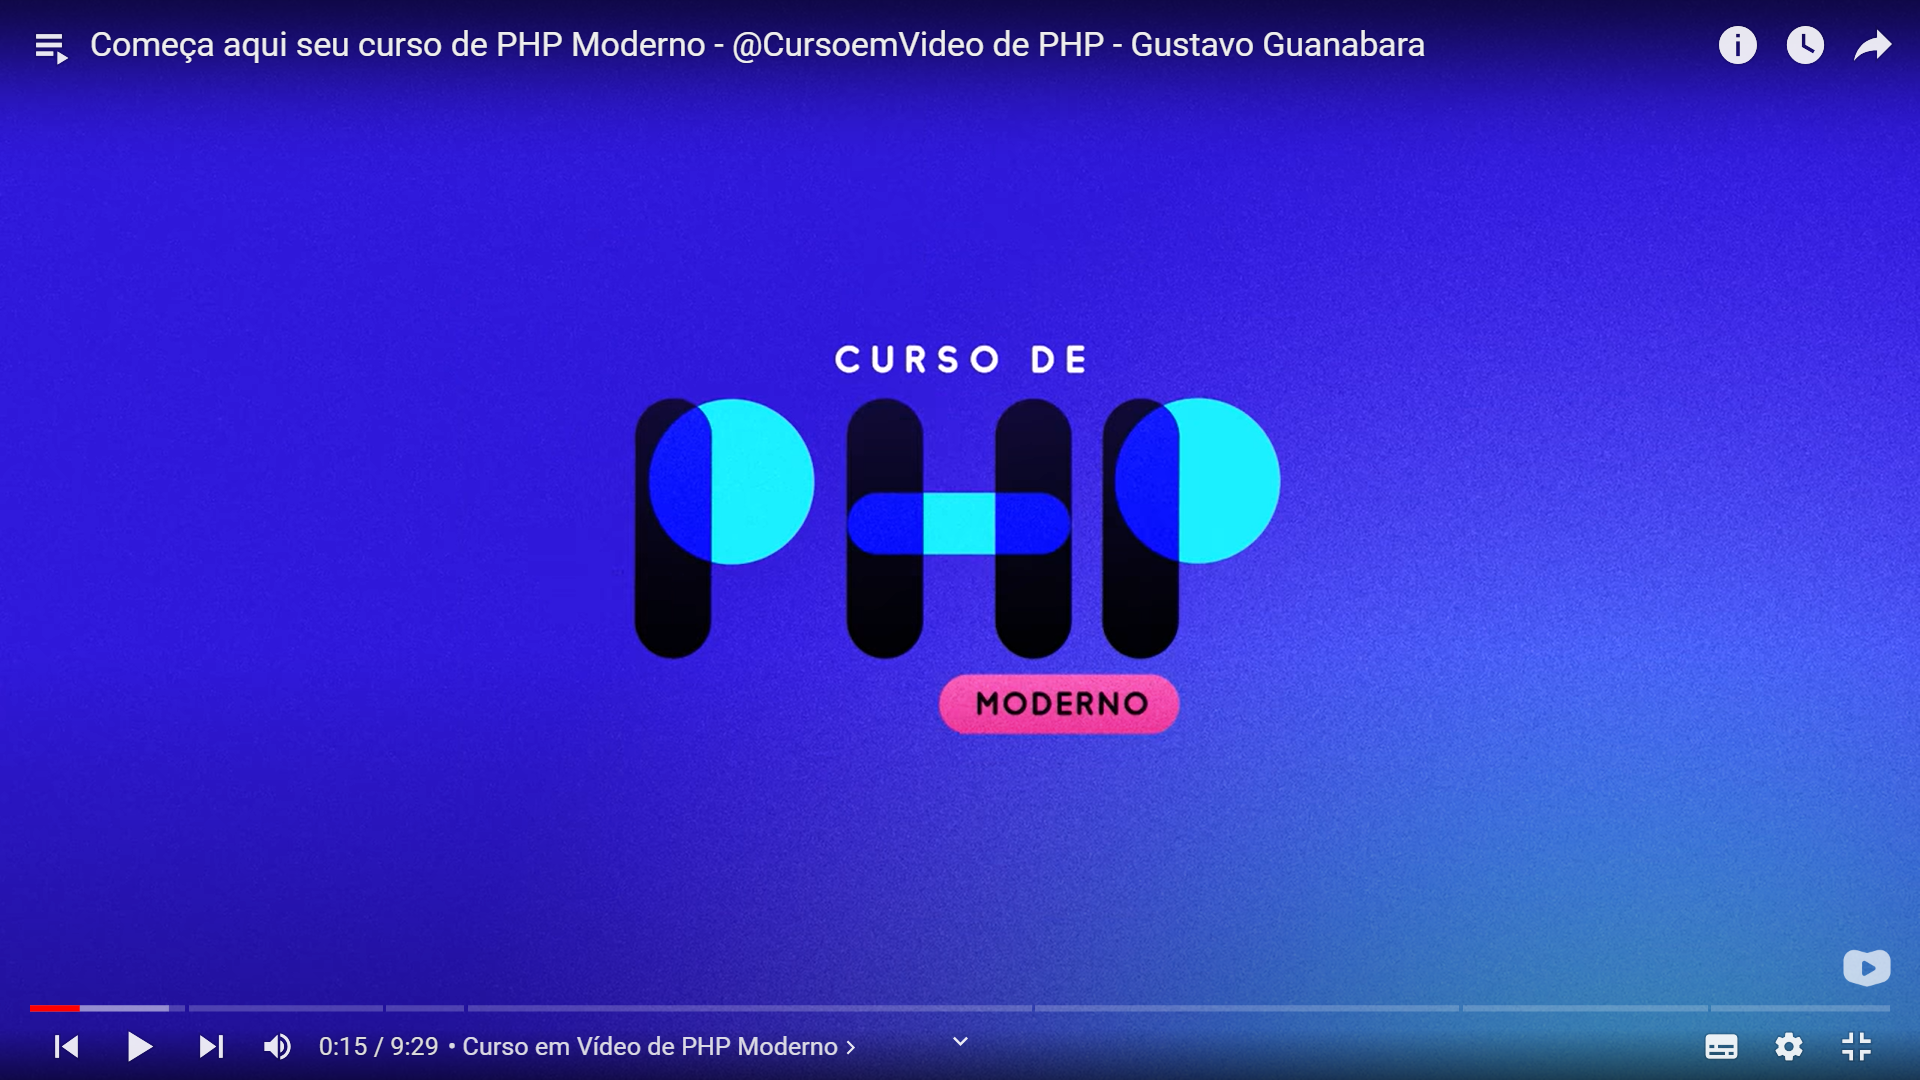 Começa aqui seu curso de PHP Moderno - @CursoemVideo de PHP - Gustavo Guanabara
CURSO DE
PHP
MODERNO
0:15 / 9:29 • Curso em Vídeo de PHP Moderno